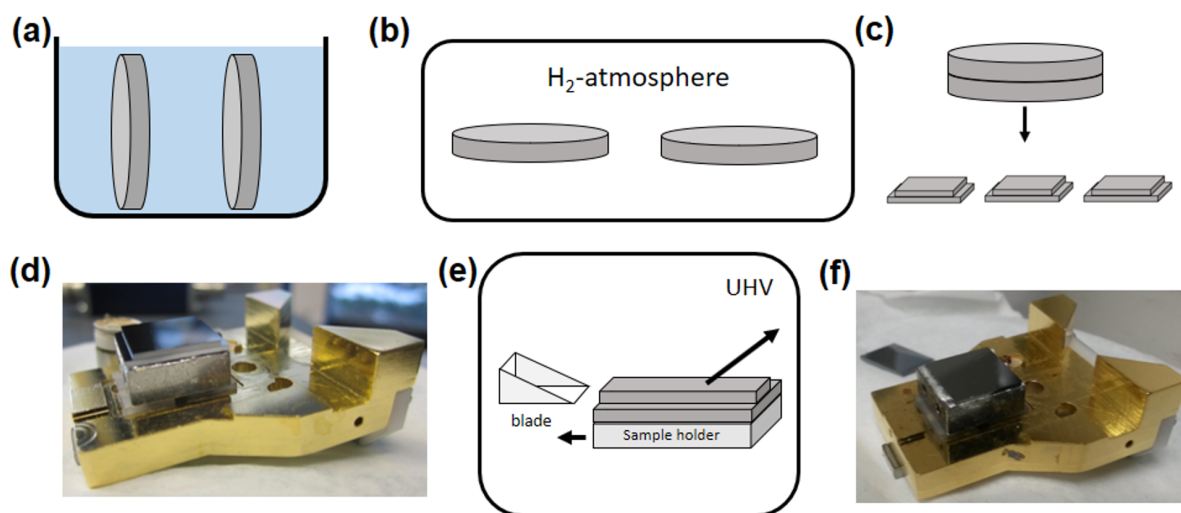 (a)
(b)
(c)
H₂-atmosphere
(d)
(e)
(f)
UHV
blade
Sample holder